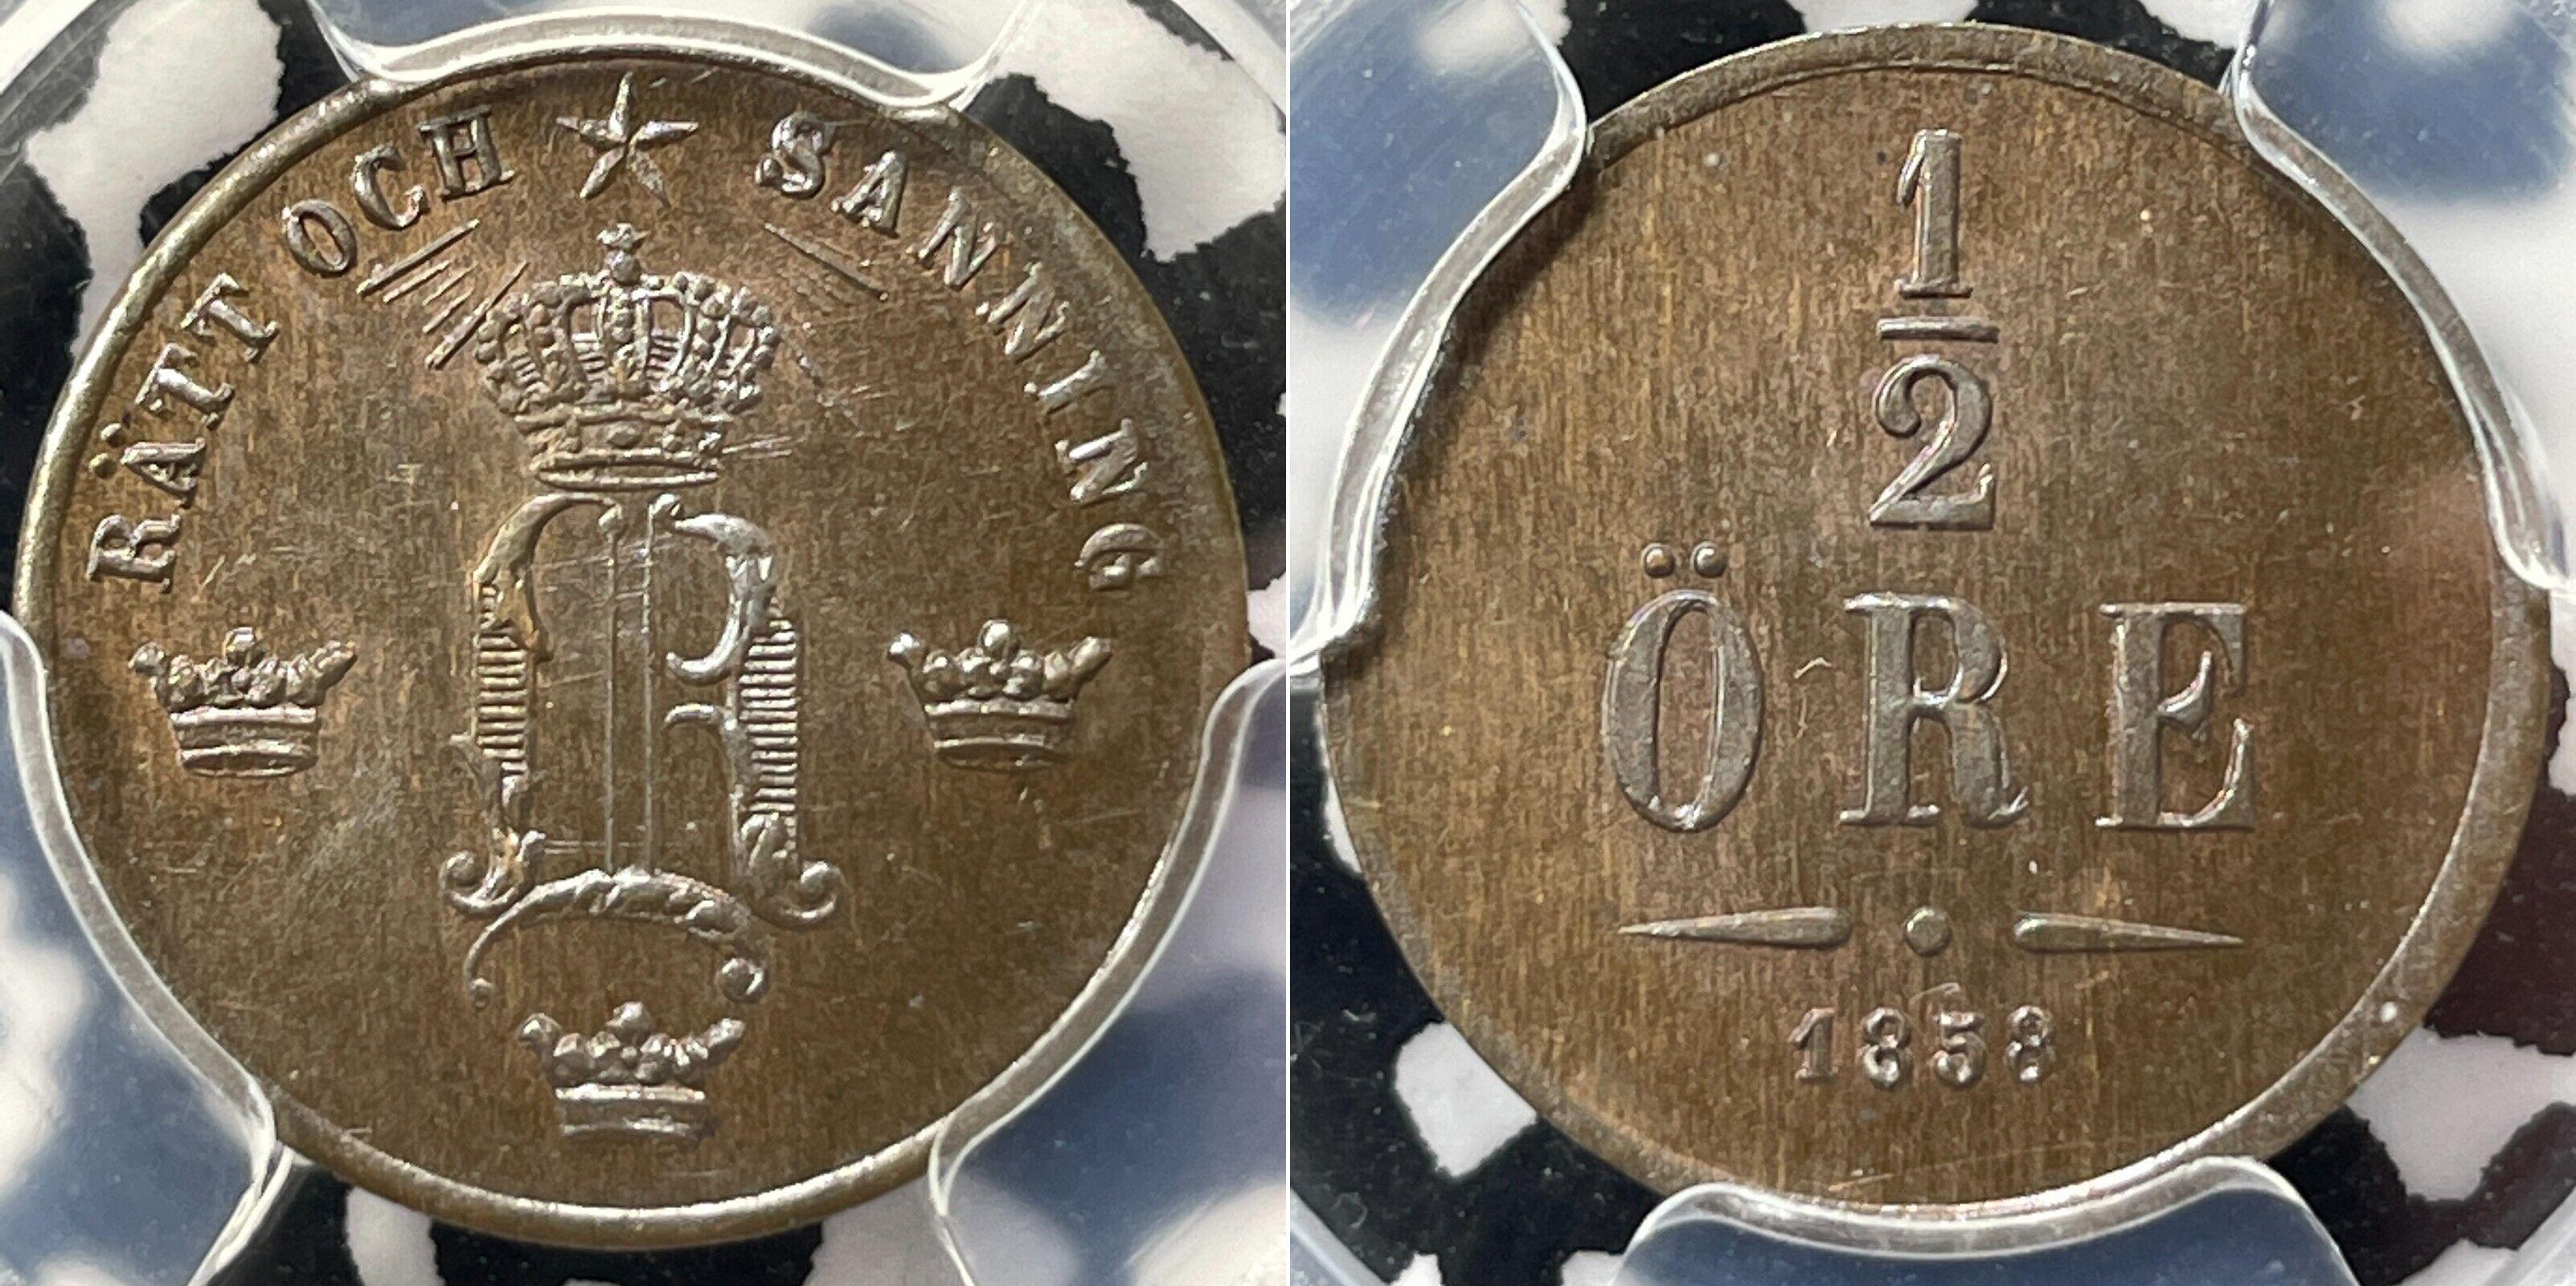 RÄTT OCH SANNING
1
2
ÖRE
1858